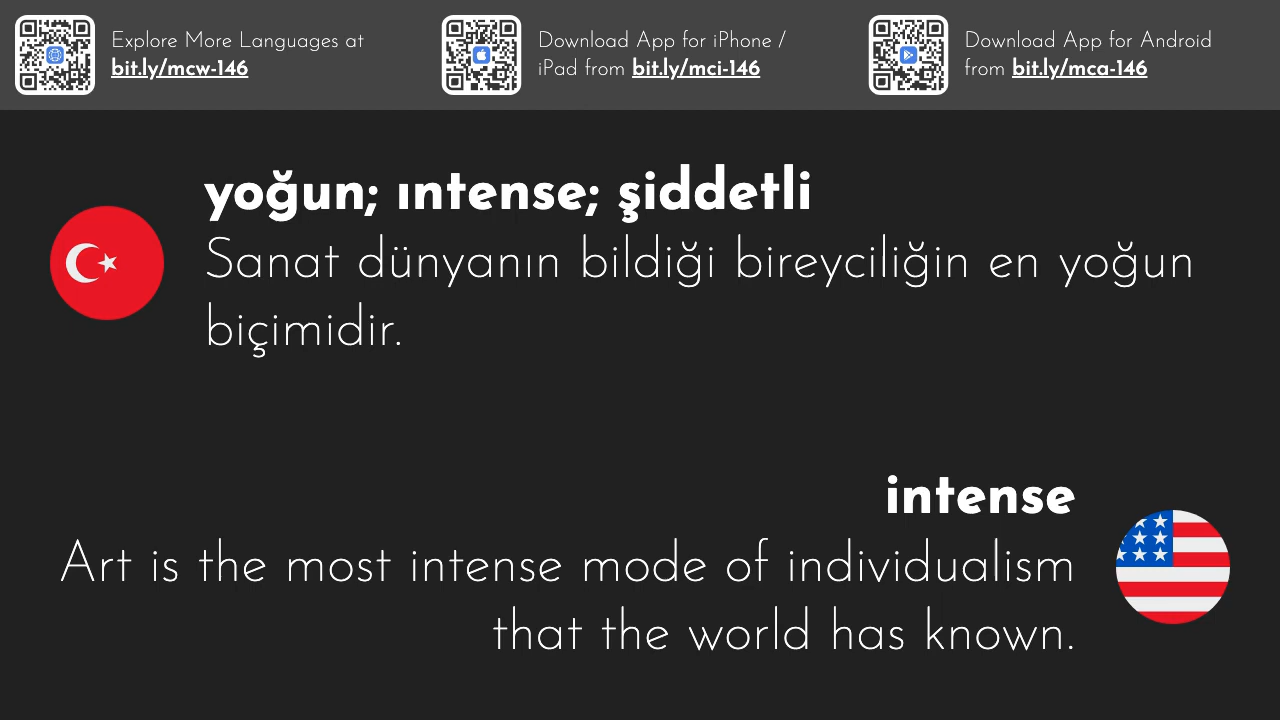 Explore More Languages at
bit.ly/mcw-146
Download App for iPhone /
iPad from bit.ly/mci-146
Download App for Android
from bit.ly/mca-146
yoğun; ıntense; şiddetli
Sanat dünyanın bildiği bireyciliğin en yoğun
biçimidir.
intense
Art is the most intense mode of individualism
that the world has known.